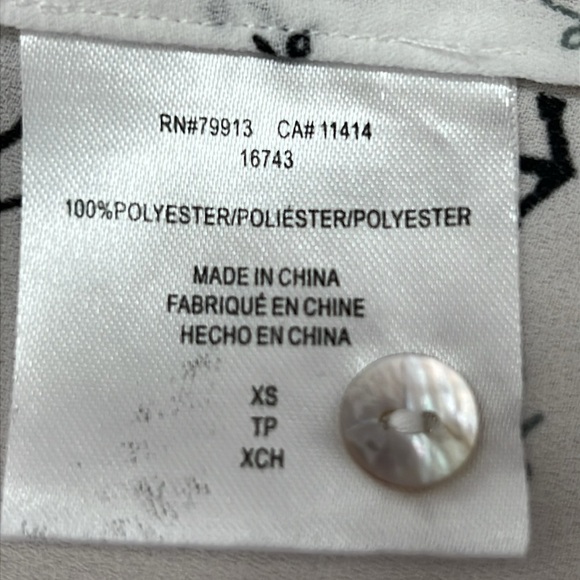 RN#79913 CA# 11414
16743
100%POLYESTER/POLIÉSTER/POLYESTER
MADE IN CHINA
FABRIQUÉ EN CHINE
HECHO EN CHINA
XS
TP
XCH